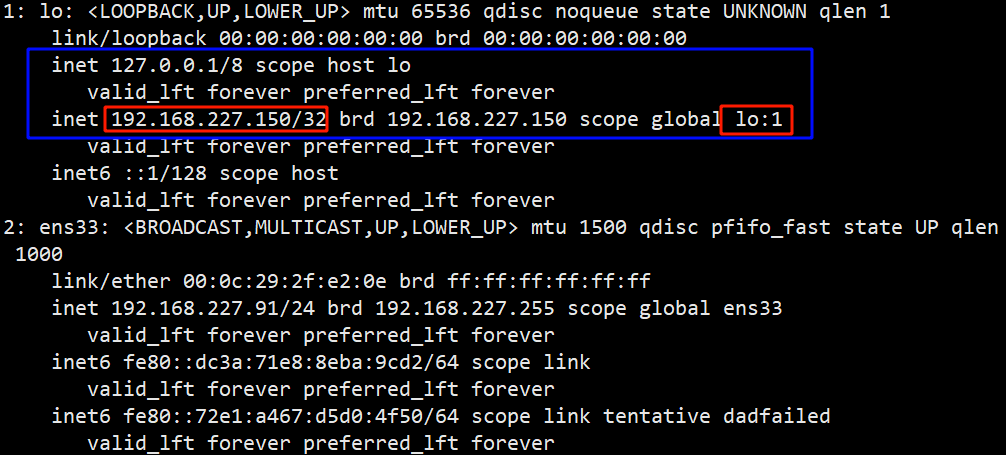 1: lo: <LOOPBACK,UP,LOWER_UP> mtu 65536 qdisc noqueue state UNKNOWN qlen 1
link/loopback 00:00:00:00:00:00 brd 00:00:00:00:00:00
inet 127.0.0.1/8 scope host lo
valid_lft forever preferred_lft forever
inet 192.168.227.150/32 brd 192.168.227.150 scope global lo:1
valid_lft forever preferred_lft forever
inet6 ::1/128 scope host
valid_lft forever preferred_lft forever
2: ens33: <BROADCAST,MULTICAST,UP,LOWER_UP> mtu 1500 qdisc pfifo_fast state UP qlen
1000
link/ether 00:0c:29:2f:e2:0e brd ff:ff:ff:ff:ff:ff
inet 192.168.227.91/24 brd 192.168.227.255 scope global ens33
valid_lft forever preferred_lft forever
inet6 fe80::dc3a:71e8:8eba:9cd2/64 scope link
valid_lft forever preferred_lft forever
inet6 fe80::72e1:a467:d5d0:4f50/64 scope link tentative dadfailed
valid_lft forever preferred_lft forever